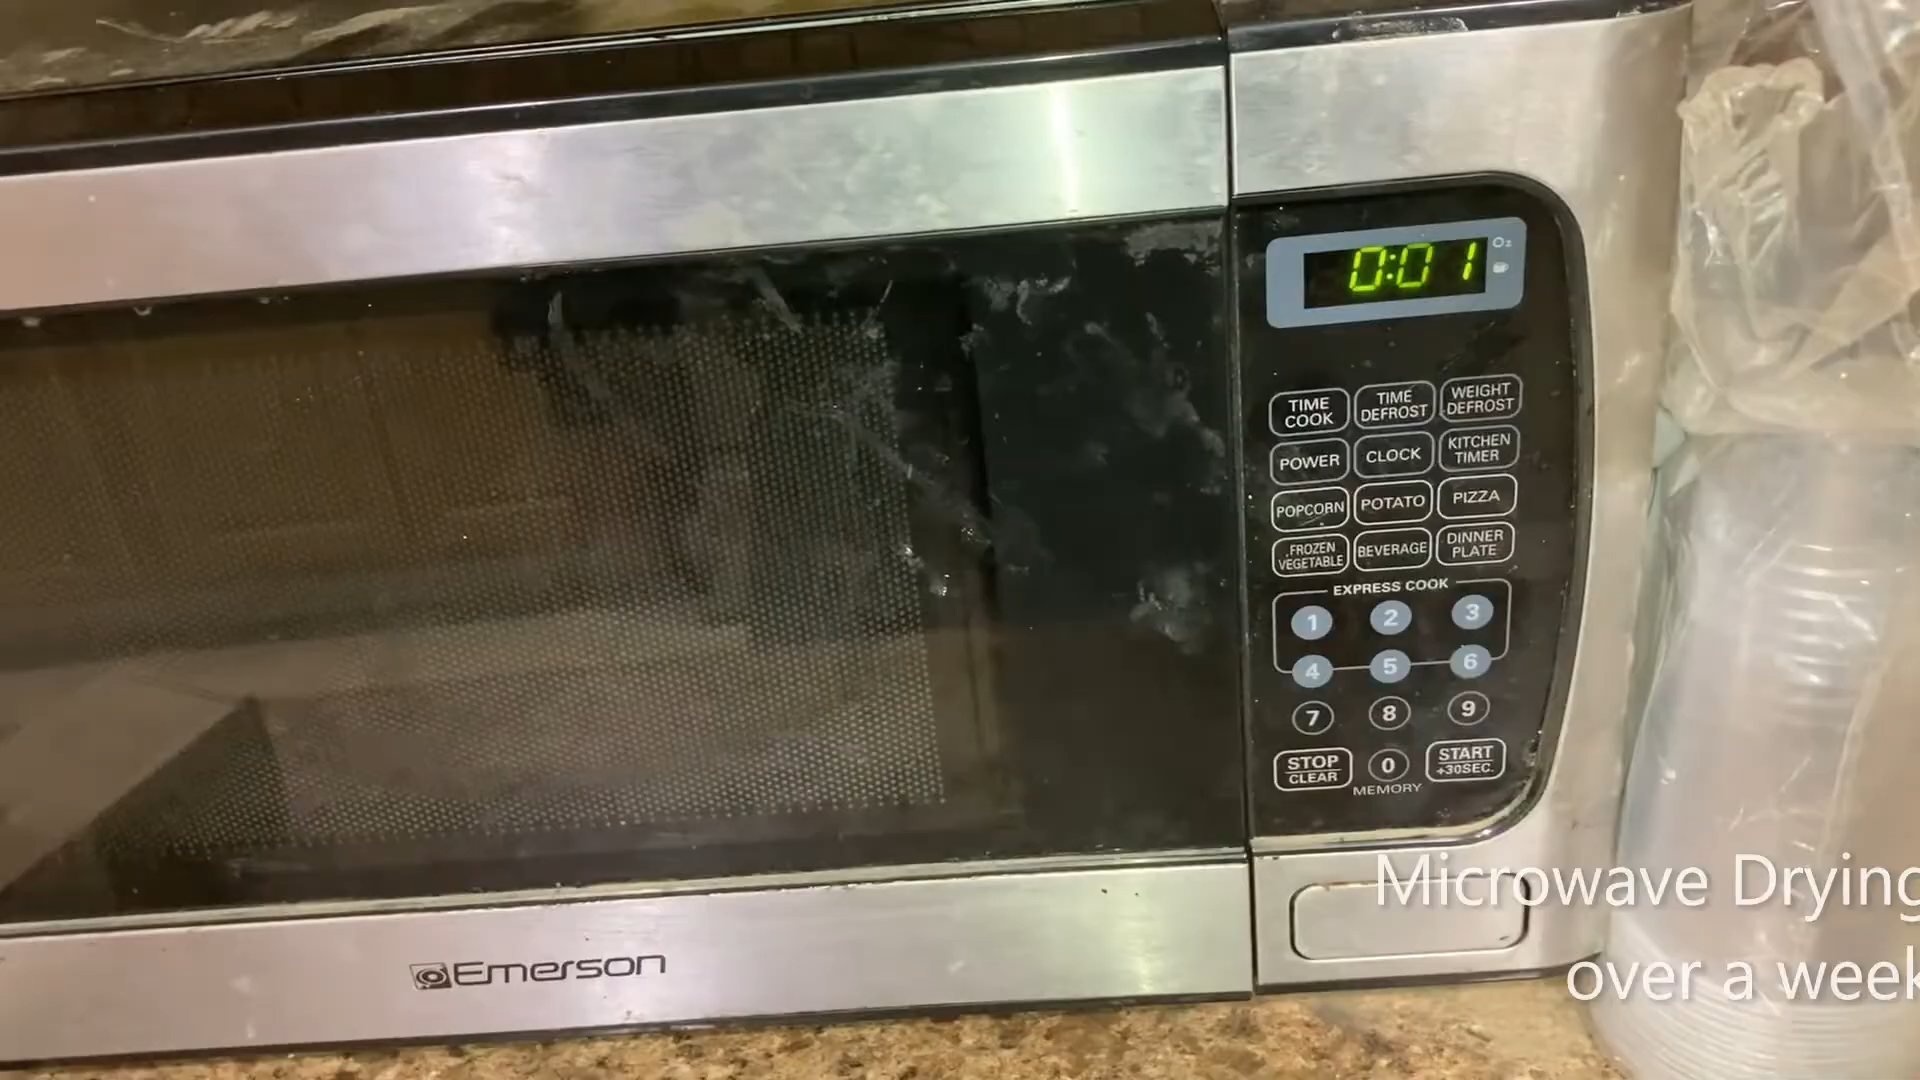 0:01
Oz
TIME COOK
TIME DEFROST
WEIGHT DEFROST
POWER
CLOCK
KITCHEN TIMER
POPCORN
POTATO
PIZZA
FROZEN VEGETABLE
BEVERAGE
DINNER PLATE
EXPRESS COOK
1 2 3
4 5 6
7 8 9
STOP CLEAR
0
START +30SEC.
MEMORY
Microwave Drying
over a week
Emerson